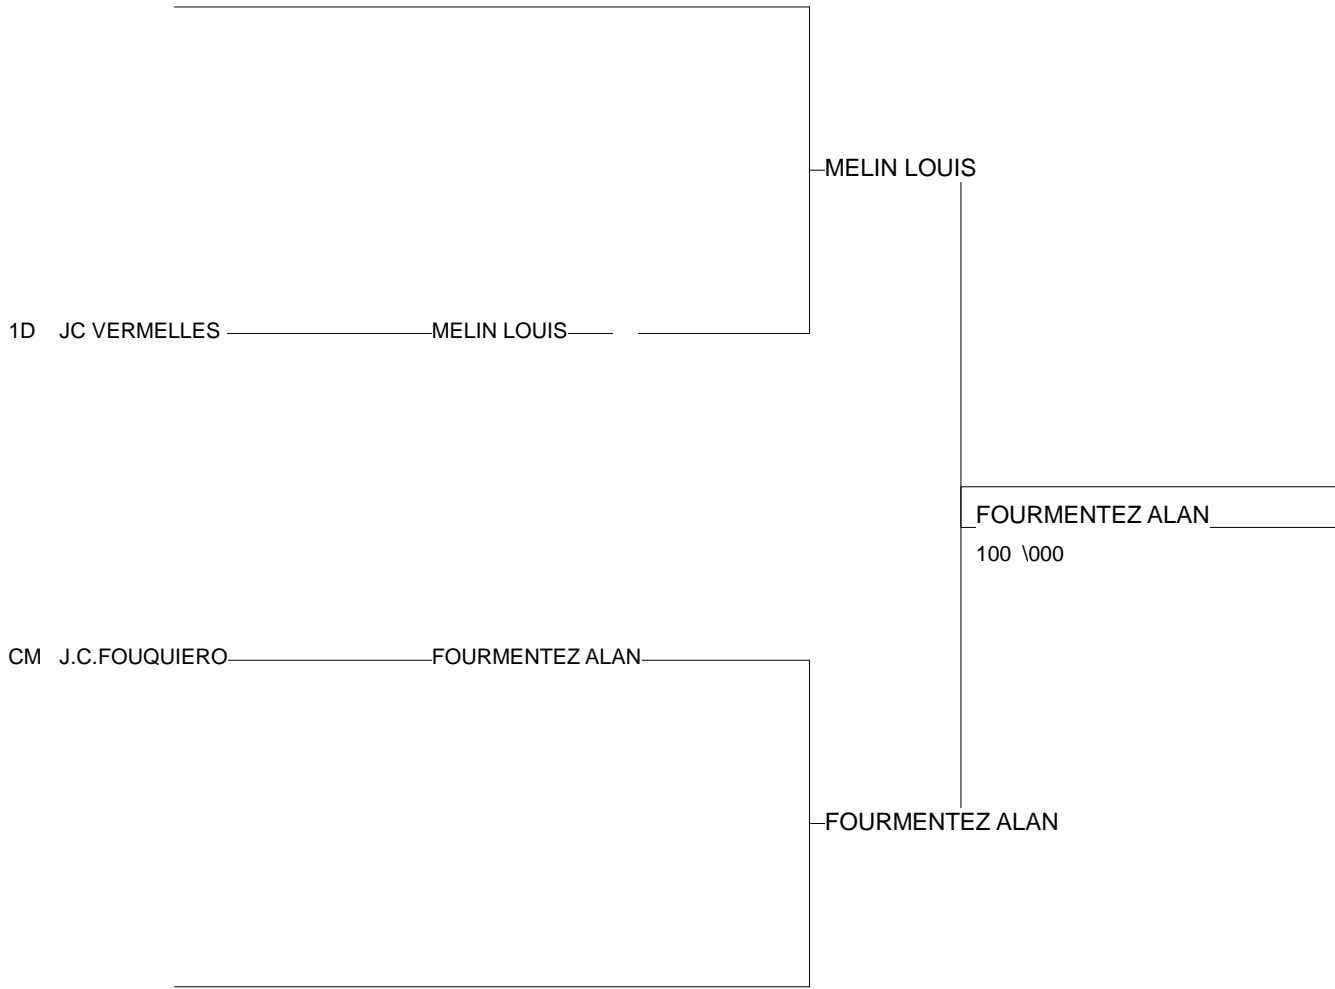 MELIN LOUIS
1D JC VERMELLES MELIN LOUIS
FOURMENTEZ ALAN
100 \000
CM J.C.FOUQUIERO FOURMENTEZ ALAN
FOURMENTEZ ALAN